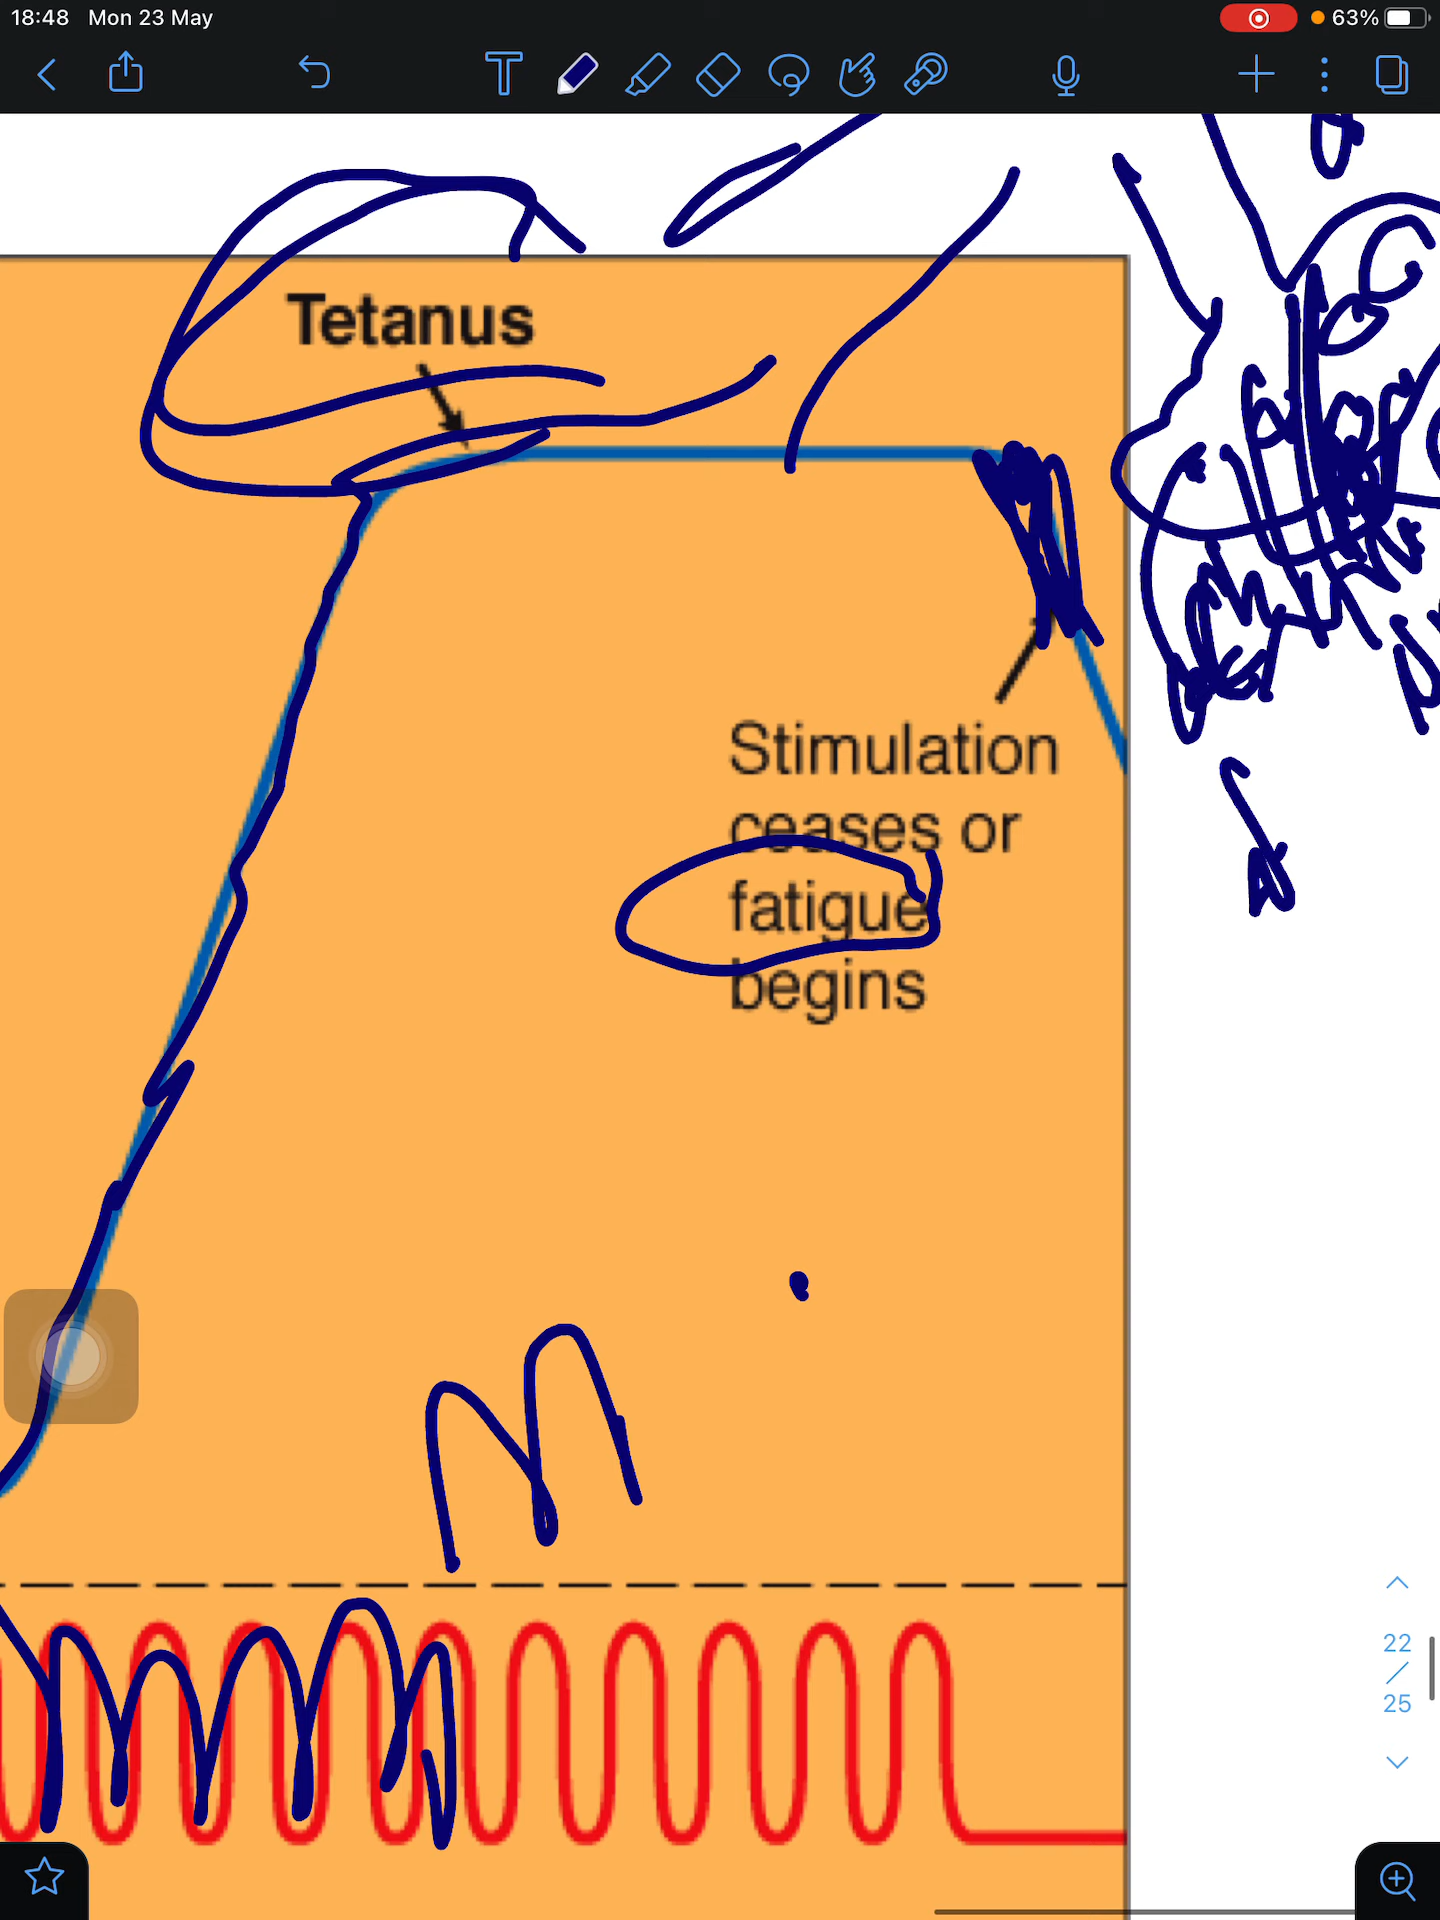 18:48 Mon 23 May
63%
Tetanus
Stimulation
ceases or
fatigue
begins
22
/
25